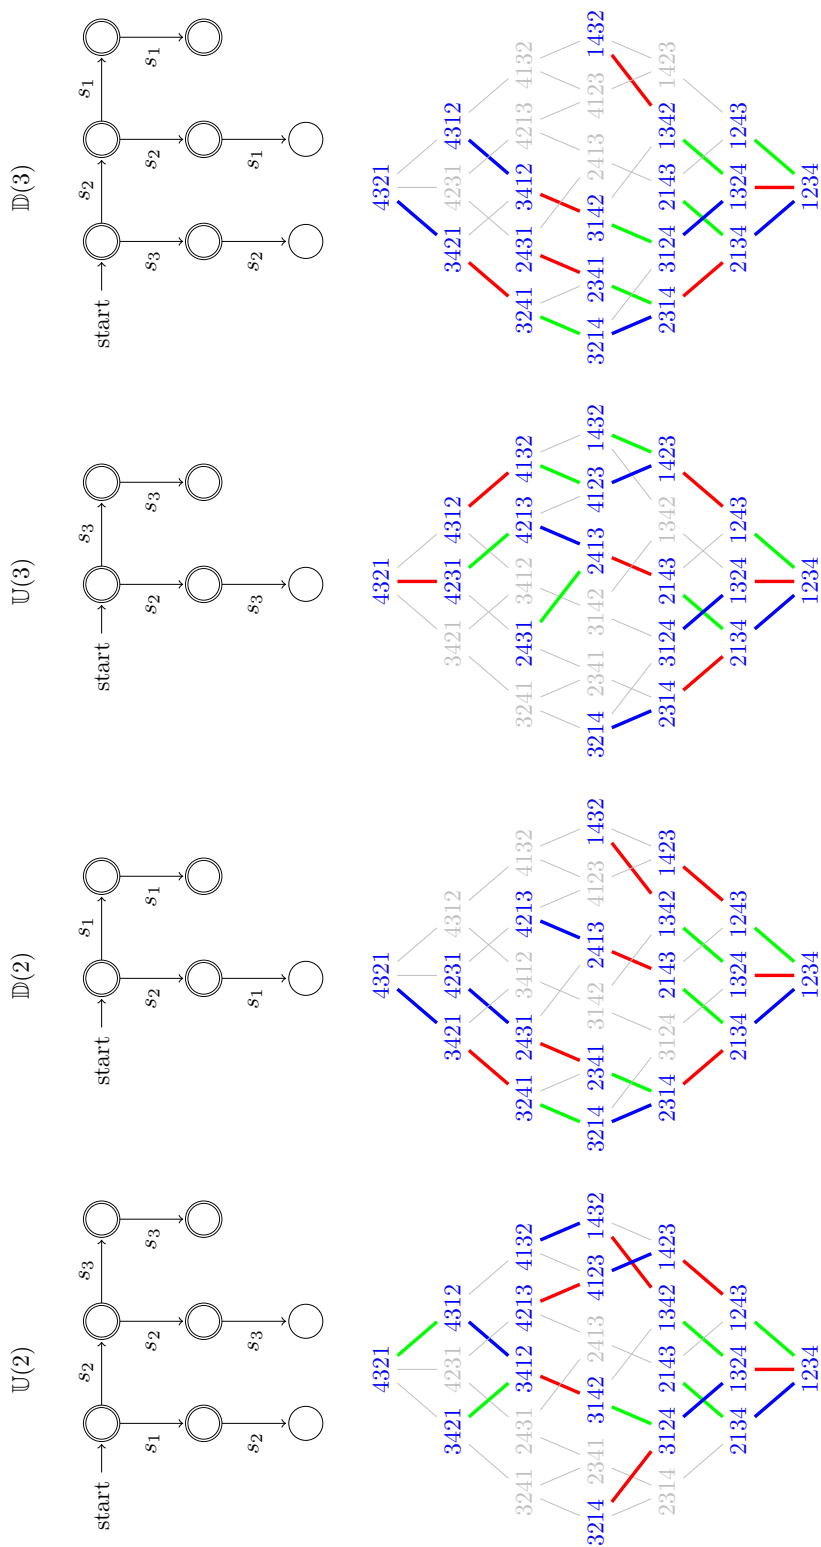 𝕌(2)
s₂ s₃
start
s₁ s₂ s₃
s₂ s₃
4321
3421 4231 4312
3241 2431 3412 4213 4132
3214 2341 3142 2413 4123 1432
2314 3124 2143 1342 1423
2134 1324 1243
1234
𝔻(2)
s₁
start
s₂ s₁
s₁
4321
3421 4231 4312
3241 2431 3412 4213 4132
3214 2341 3142 2413 4123 1432
2314 3124 2143 1342 1423
2134 1324 1243
1234
𝕌(3)
s₃
start
s₂ s₃
s₃
4321
3421 4231 4312
3241 2431 3412 4213 4132
3214 2341 3142 2413 4123 1432
2314 3124 2143 1342 1423
2134 1324 1243
1234
𝔻(3)
s₂ s₁
start
s₃ s₂ s₁
s₂ s₁
4321
3421 4231 4312
3241 2431 3412 4213 4132
3214 2341 3142 2413 4123 1432
2314 3124 2143 1342 1423
2134 1324 1243
1234